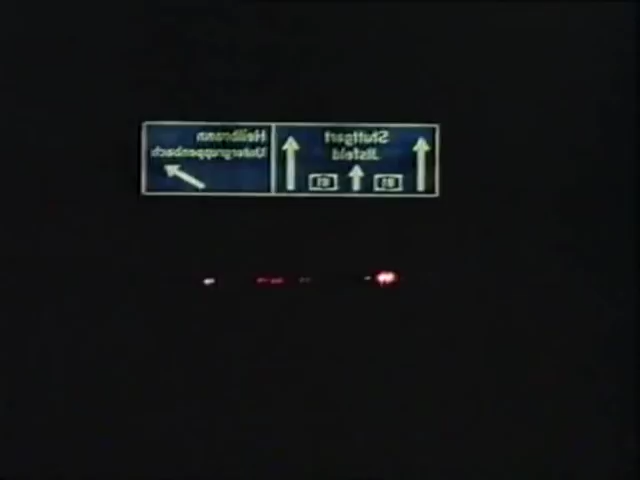 Stuttgart
Ilsfeld
81 81
Heilbronn
Untergruppenbach